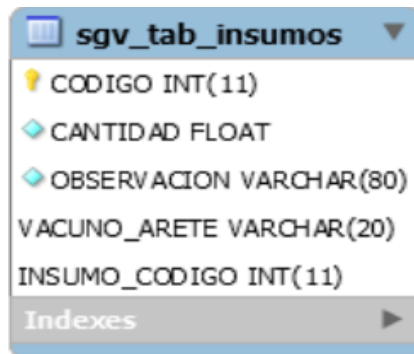 sgv_tab_insumos
CODIGO INT(11)
CANTIDAD FLOAT
OBSERVACION VARCHAR(80)
VACUNO_ARETE VARCHAR(20)
INSUMO_CODIGO INT(11)
Indexes